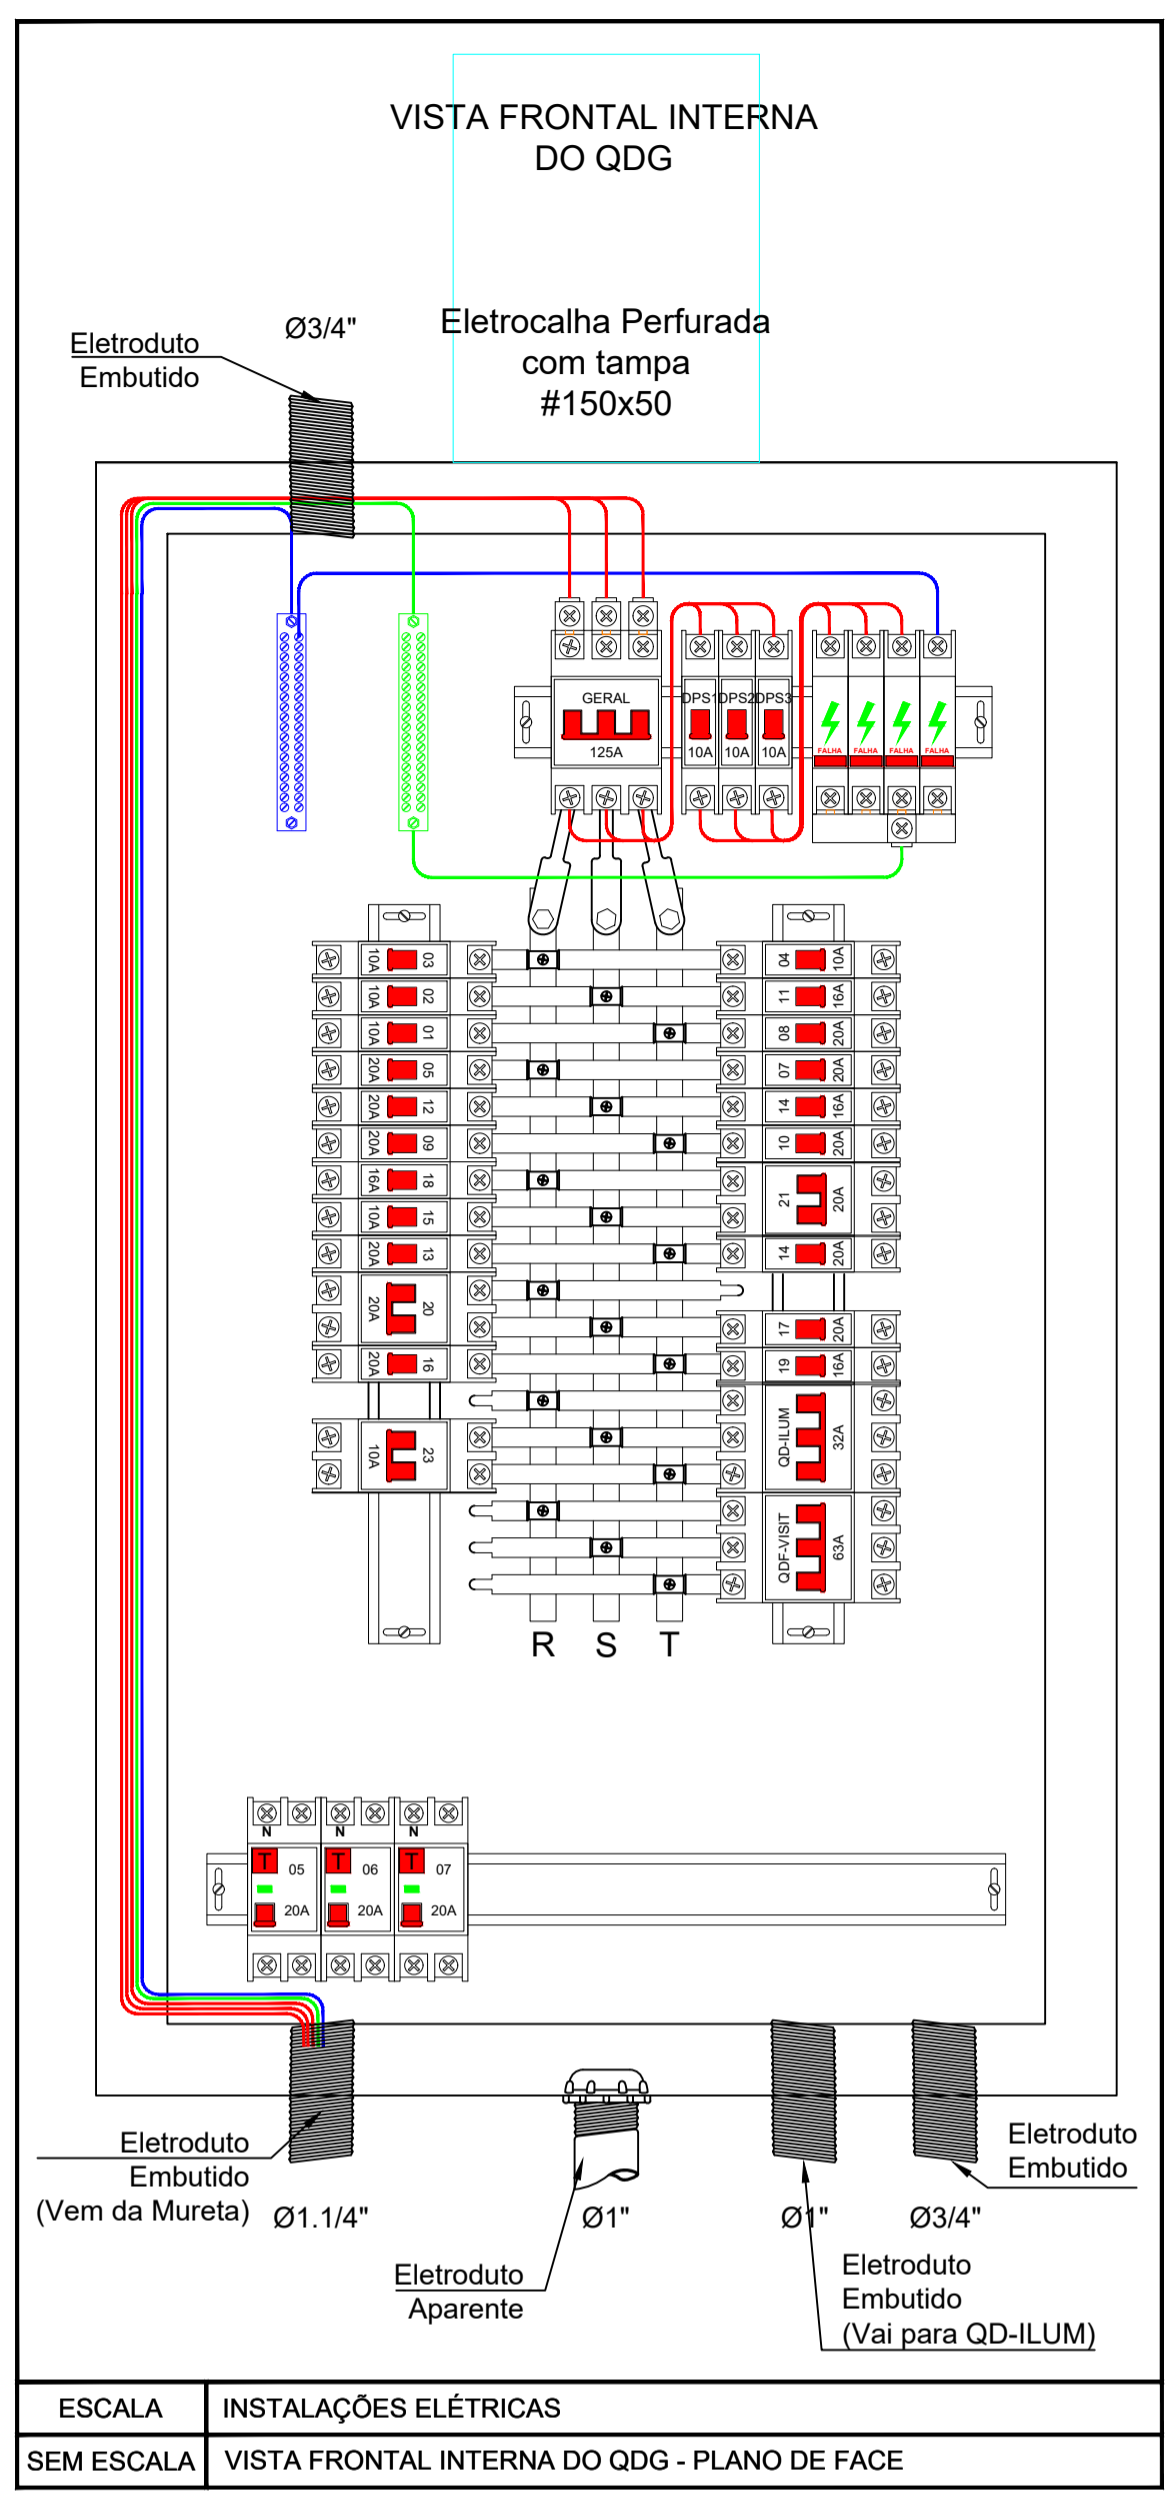 VISTA FRONTAL INTERNA
DO QDG
Ø3/4"
Eletroduto
Embutido
Eletrocalha Perfurada
com tampa
#150x50
GERAL
125A
DPS1
DPS2
DPS3
10A
10A
10A
FALHA
FALHA
FALHA
FALHA
10A 03
04 10A
10A 02
11 16A
10A 01
08 20A
20A 05
07 20A
20A 12
14 16A
20A 09
10 20A
16A 18
21 20A
10A 15
20A 13
14 20A
20A 20
17 20A
20A 16
19 16A
QD-ILUM 32A
10A 23
QDF-VISIT 63A
R S T
N N N
T 05
T 06
T 07
20A
20A
20A
Eletroduto
Embutido
(Vem da Mureta)
Ø1.1/4"
Ø1"
Ø1"
Ø3/4"
Eletroduto
Embutido
Eletroduto
Aparente
Eletroduto
Embutido
(Vai para QD-ILUM)
ESCALA
INSTALAÇÕES ELÉTRICAS
SEM ESCALA
VISTA FRONTAL INTERNA DO QDG - PLANO DE FACE